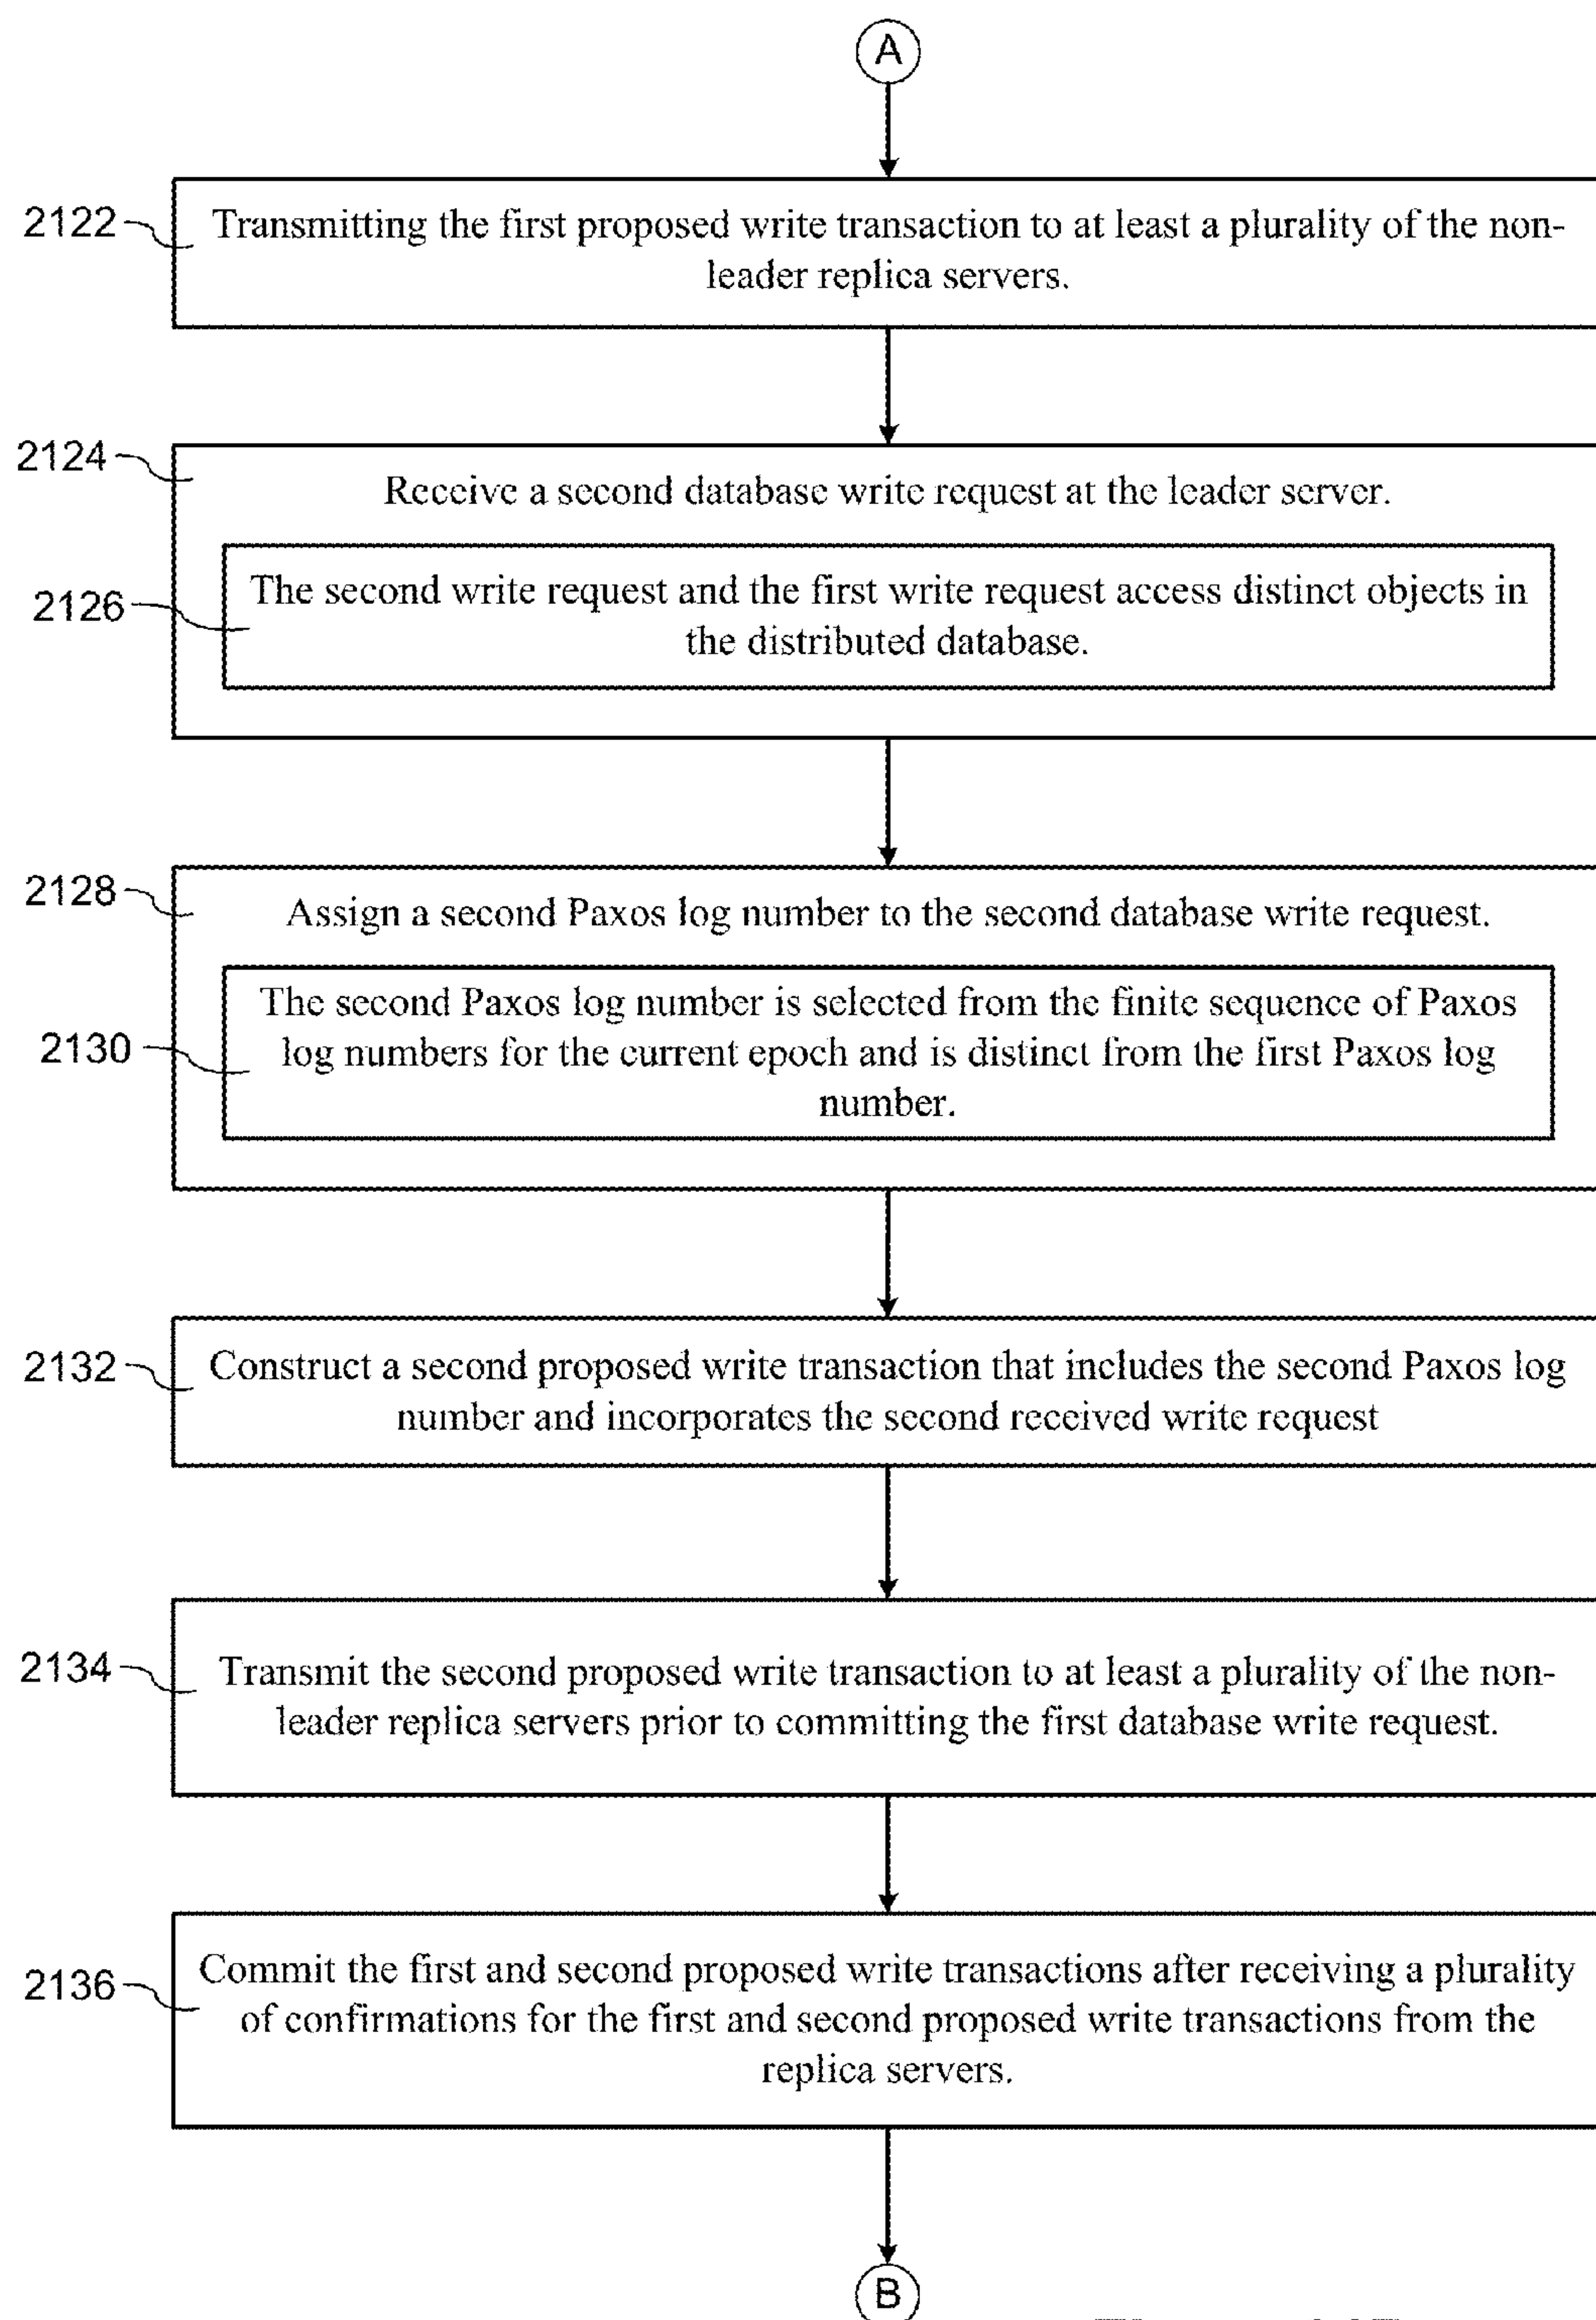 A
2122
Transmitting the first proposed write transaction to at least a plurality of the non-
leader replica servers.
2124
Receive a second database write request at the leader server.
2126
The second write request and the first write request access distinct objects in
the distributed database.
2128
Assign a second Paxos log number to the second database write request.
2130
The second Paxos log number is selected from the finite sequence of Paxos
log numbers for the current epoch and is distinct from the first Paxos log
number.
2132
Construct a second proposed write transaction that includes the second Paxos log
number and incorporates the second received write request
2134
Transmit the second proposed write transaction to at least a plurality of the non-
leader replica servers prior to committing the first database write request.
2136
Commit the first and second proposed write transactions after receiving a plurality
of confirmations for the first and second proposed write transactions from the
replica servers.
B